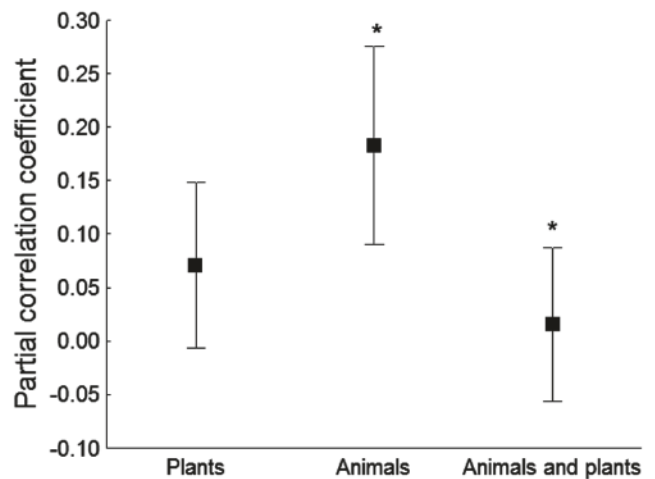 Partial correlation coefficient
0.30
0.25
0.20
0.15
0.10
0.05
0.00
-0.05
-0.10
*
*
Plants
Animals
Animals and plants